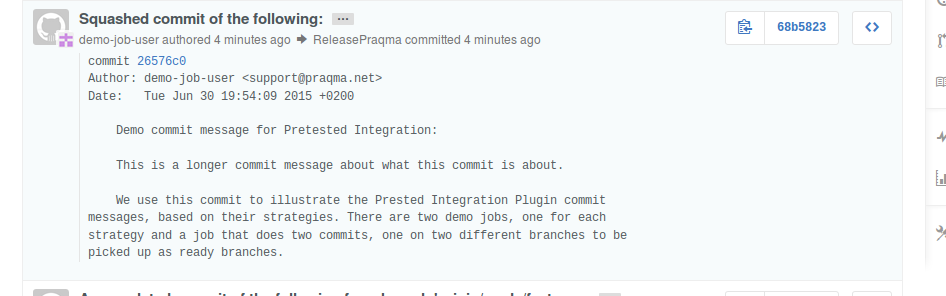 Squashed commit of the following: ...
demo-job-user authored 4 minutes ago ➡ ReleasePraqma committed 4 minutes ago
68b5823
commit 26576c0
Author: demo-job-user <support@praqma.net>
Date: Tue Jun 30 19:54:09 2015 +0200
Demo commit message for Pretested Integration:
This is a longer commit message about what this commit is about.
We use this commit to illustrate the Prested Integration Plugin commit
messages, based on their strategies. There are two demo jobs, one for each
strategy and a job that does two commits, one on two different branches to be
picked up as ready branches.